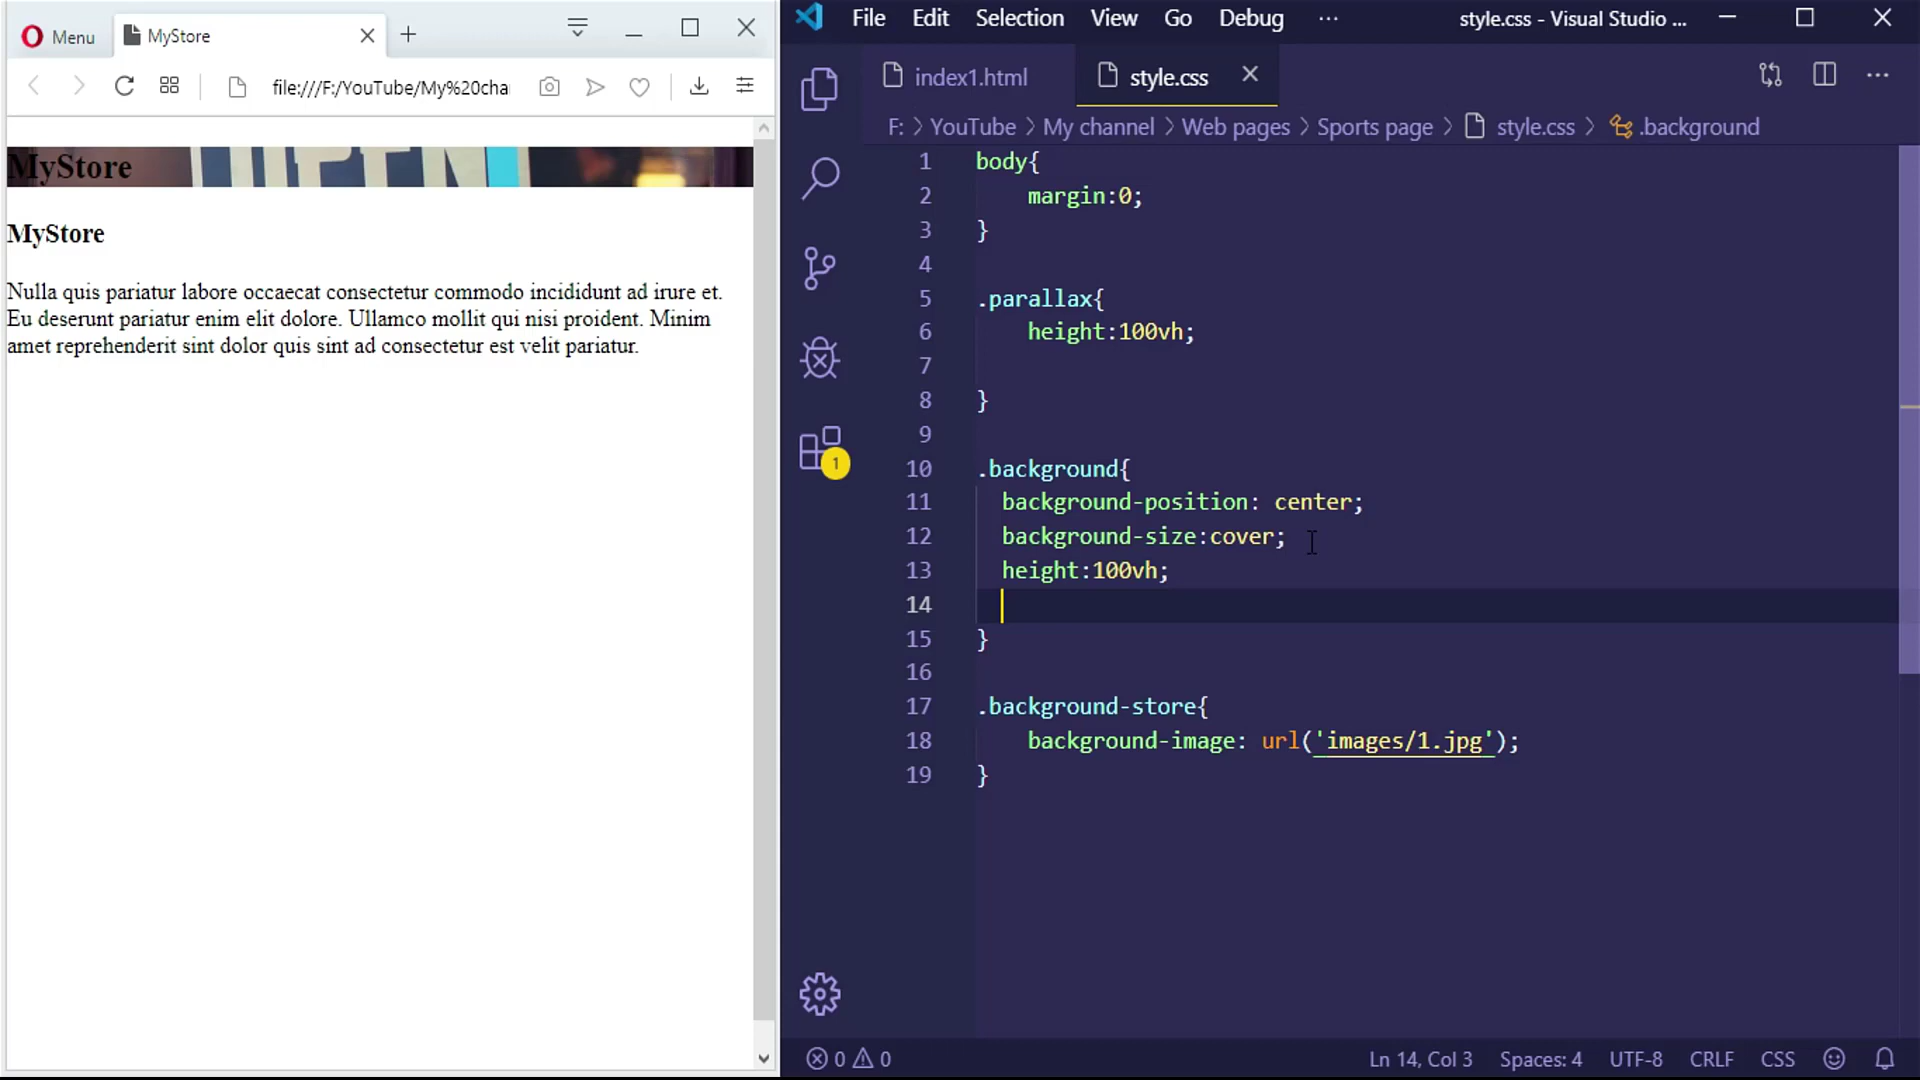 Menu
MyStore
file:///F:/YouTube/My%20cha
MyStore
MyStore
Nulla quis pariatur labore occaecat consectetur commodo incididunt ad irure et.
Eu deserunt pariatur enim elit dolore. Ullamco mollit qui nisi proident. Minim
amet reprehenderit sint dolor quis sint ad consectetur est velit pariatur.
File Edit Selection View Go Debug ··· style.css - Visual Studio ...
index1.html style.css
F: > YouTube > My channel > Web pages > Sports page > style.css > .background
1 body{
2 margin:0;
3 }
4
5 .parallax{
6 height:100vh;
7
8 }
9
10 .background{
11 background-position: center;
12 background-size:cover;
13 height:100vh;
14
15 }
16
17 .background-store{
18 background-image: url('images/1.jpg');
19 }
1
0 0 Ln 14, Col 3 Spaces: 4 UTF-8 CRLF CSS